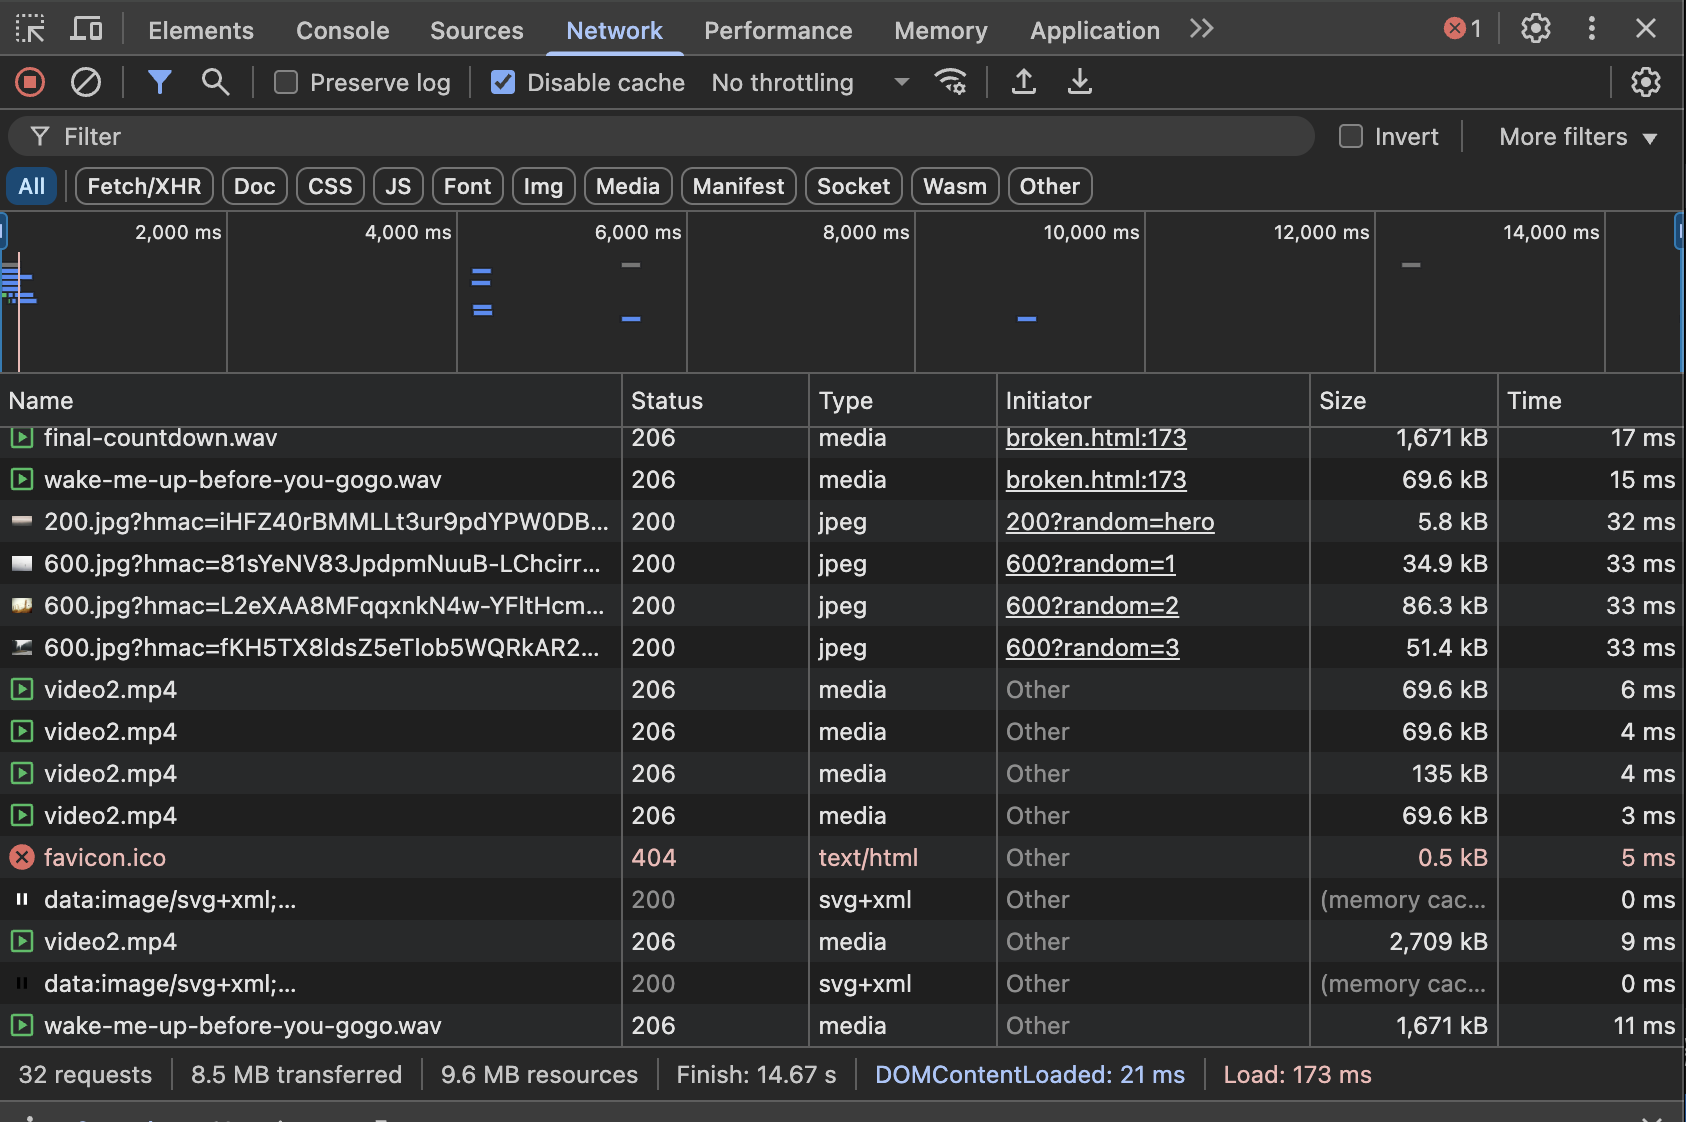 Elements Console Sources Network Performance Memory Application 1
Preserve log Disable cache No throttling
Filter Invert More filters
All Fetch/XHR Doc CSS JS Font Img Media Manifest Socket Wasm Other
2,000 ms 4,000 ms 6,000 ms 8,000 ms 10,000 ms 12,000 ms 14,000 ms
Name Status Type Initiator Size Time
final-countdown.wav 206 media broken.html:173 1,671 kB 17 ms
wake-me-up-before-you-gogo.wav 206 media broken.html:173 69.6 kB 15 ms
200.jpg?hmac=iHFZ40rBMMLLt3ur9pdYPW0DB... 200 jpeg 200?random=hero 5.8 kB 32 ms
600.jpg?hmac=81sYeNV83JpdpmNuuB-LChcirr... 200 jpeg 600?random=1 34.9 kB 33 ms
600.jpg?hmac=L2eXAA8MFqqxnkN4w-YFltHcm... 200 jpeg 600?random=2 86.3 kB 33 ms
600.jpg?hmac=fKH5TX8ldsZ5eTlob5WQRkAR2... 200 jpeg 600?random=3 51.4 kB 33 ms
video2.mp4 206 media Other 69.6 kB 6 ms
video2.mp4 206 media Other 69.6 kB 4 ms
video2.mp4 206 media Other 135 kB 4 ms
video2.mp4 206 media Other 69.6 kB 3 ms
favicon.ico 404 text/html Other 0.5 kB 5 ms
data:image/svg+xml;... 200 svg+xml Other (memory cac... 0 ms
video2.mp4 206 media Other 2,709 kB 9 ms
data:image/svg+xml;... 200 svg+xml Other (memory cac... 0 ms
wake-me-up-before-you-gogo.wav 206 media Other 1,671 kB 11 ms
32 requests 8.5 MB transferred 9.6 MB resources Finish: 14.67 s DOMContentLoaded: 21 ms Load: 173 ms